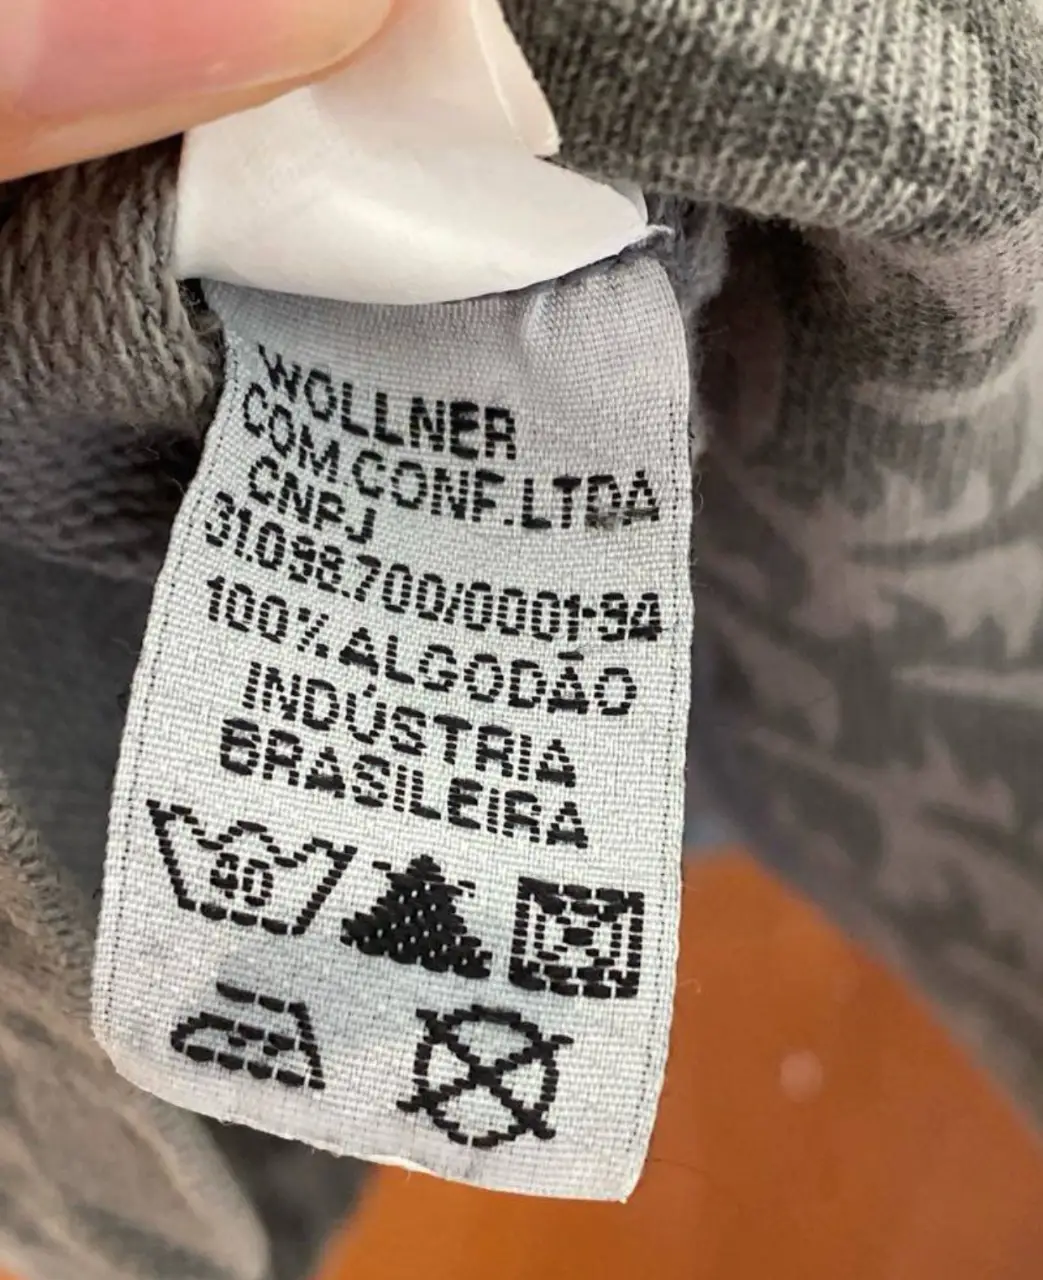 WOLLNER
COM.CONF.LTDA
CNPJ
31.098.700/0001-94
100%ALGODÃO
INDÚSTRIA
BRASILEIRA